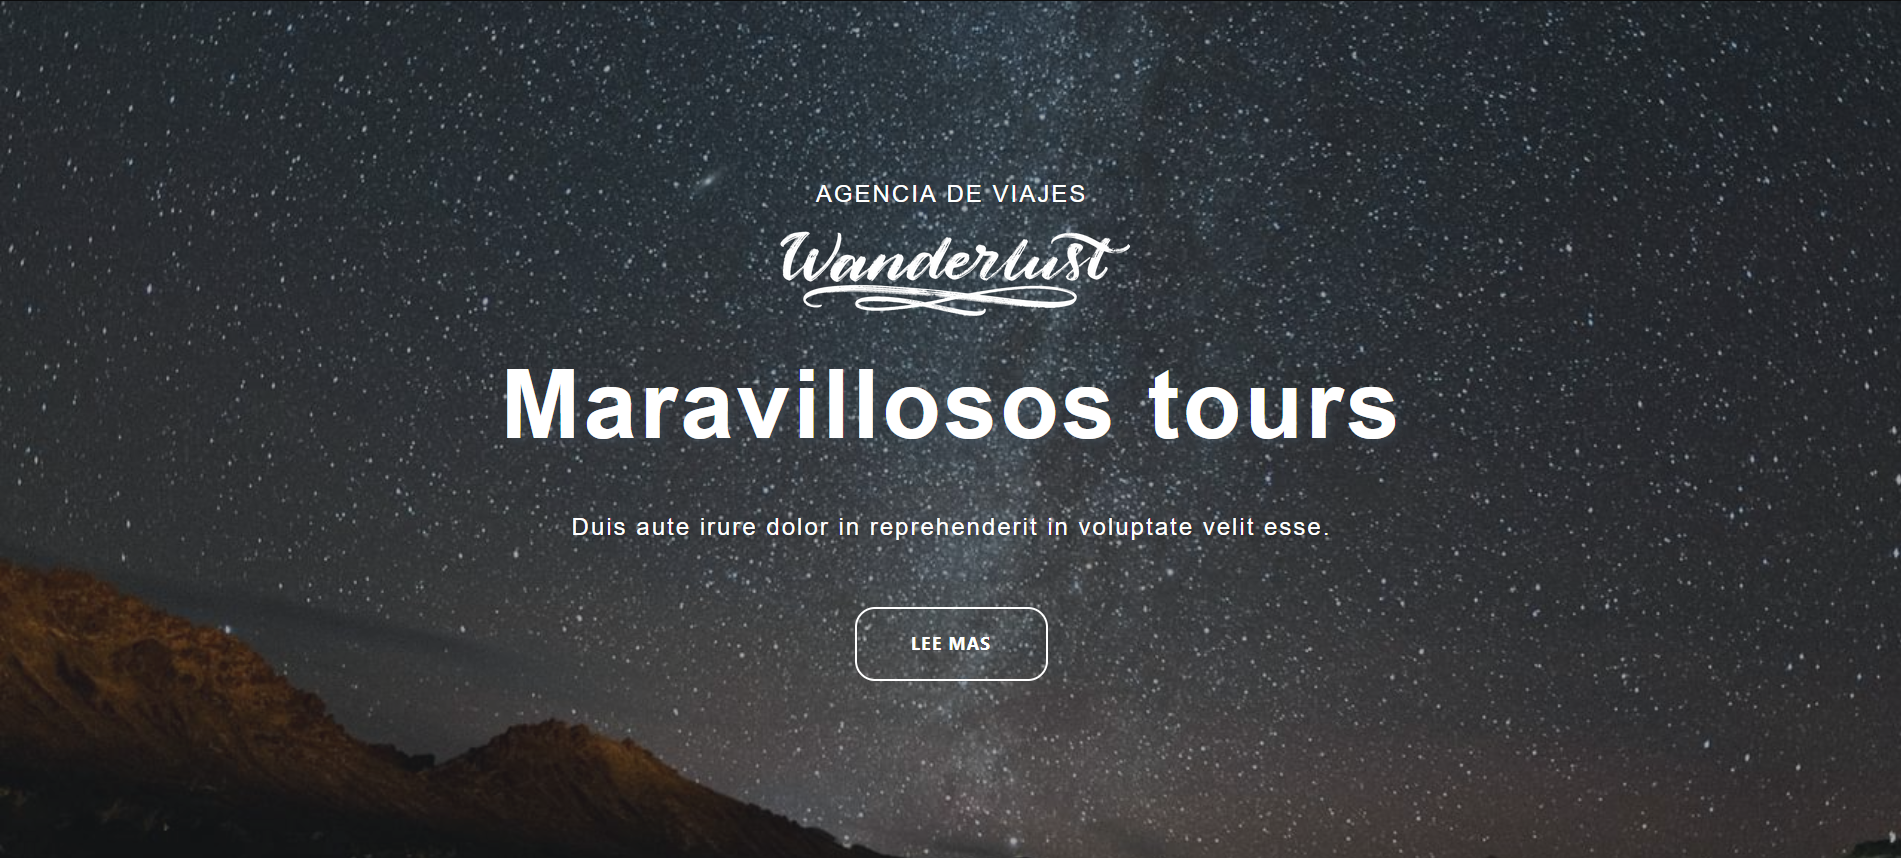 AGENCIA DE VIAJES
Wanderlust
Maravillosos tours
Duis aute irure dolor in reprehenderit in voluptate velit esse.
LEE MAS